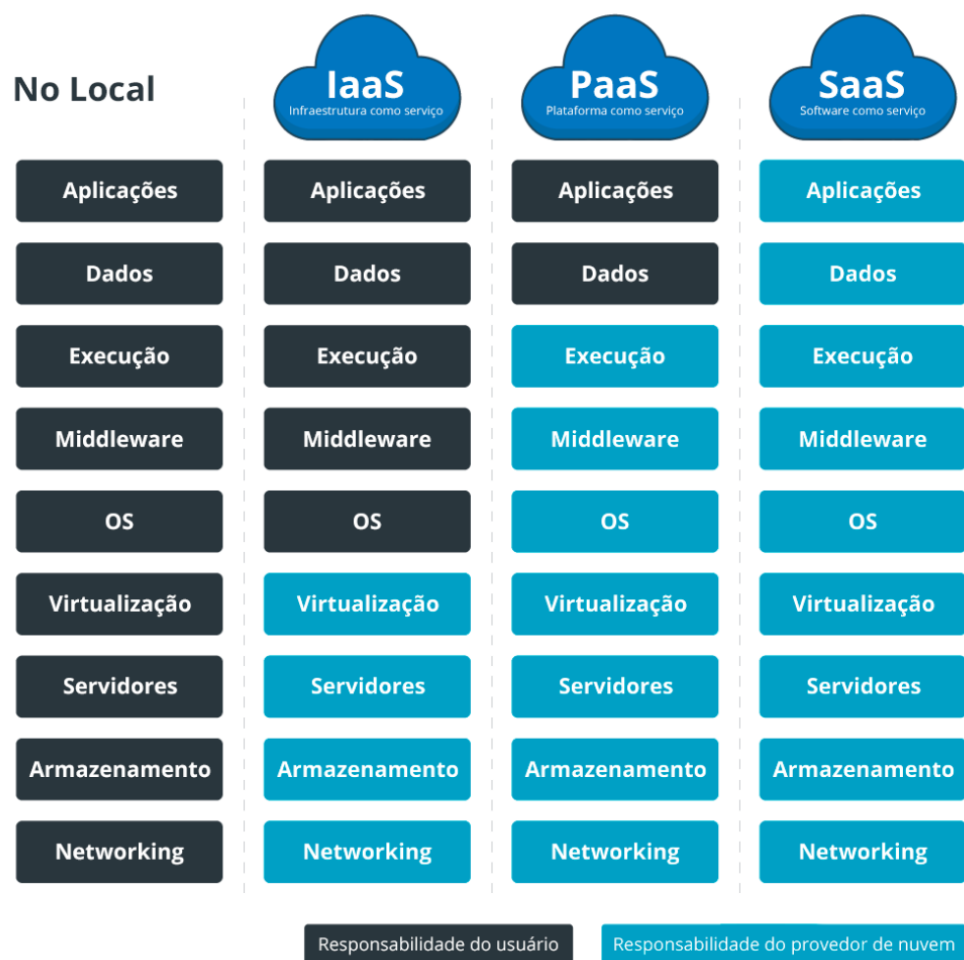 No Local
IaaS
Infraestrutura como serviço
PaaS
Plataforma como serviço
SaaS
Software como serviço
Aplicações
Aplicações
Aplicações
Aplicações
Dados
Dados
Dados
Dados
Execução
Execução
Execução
Execução
Middleware
Middleware
Middleware
Middleware
OS
OS
OS
OS
Virtualização
Virtualização
Virtualização
Virtualização
Servidores
Servidores
Servidores
Servidores
Armazenamento
Armazenamento
Armazenamento
Armazenamento
Networking
Networking
Networking
Networking
Responsabilidade do usuário
Responsabilidade do provedor de nuvem